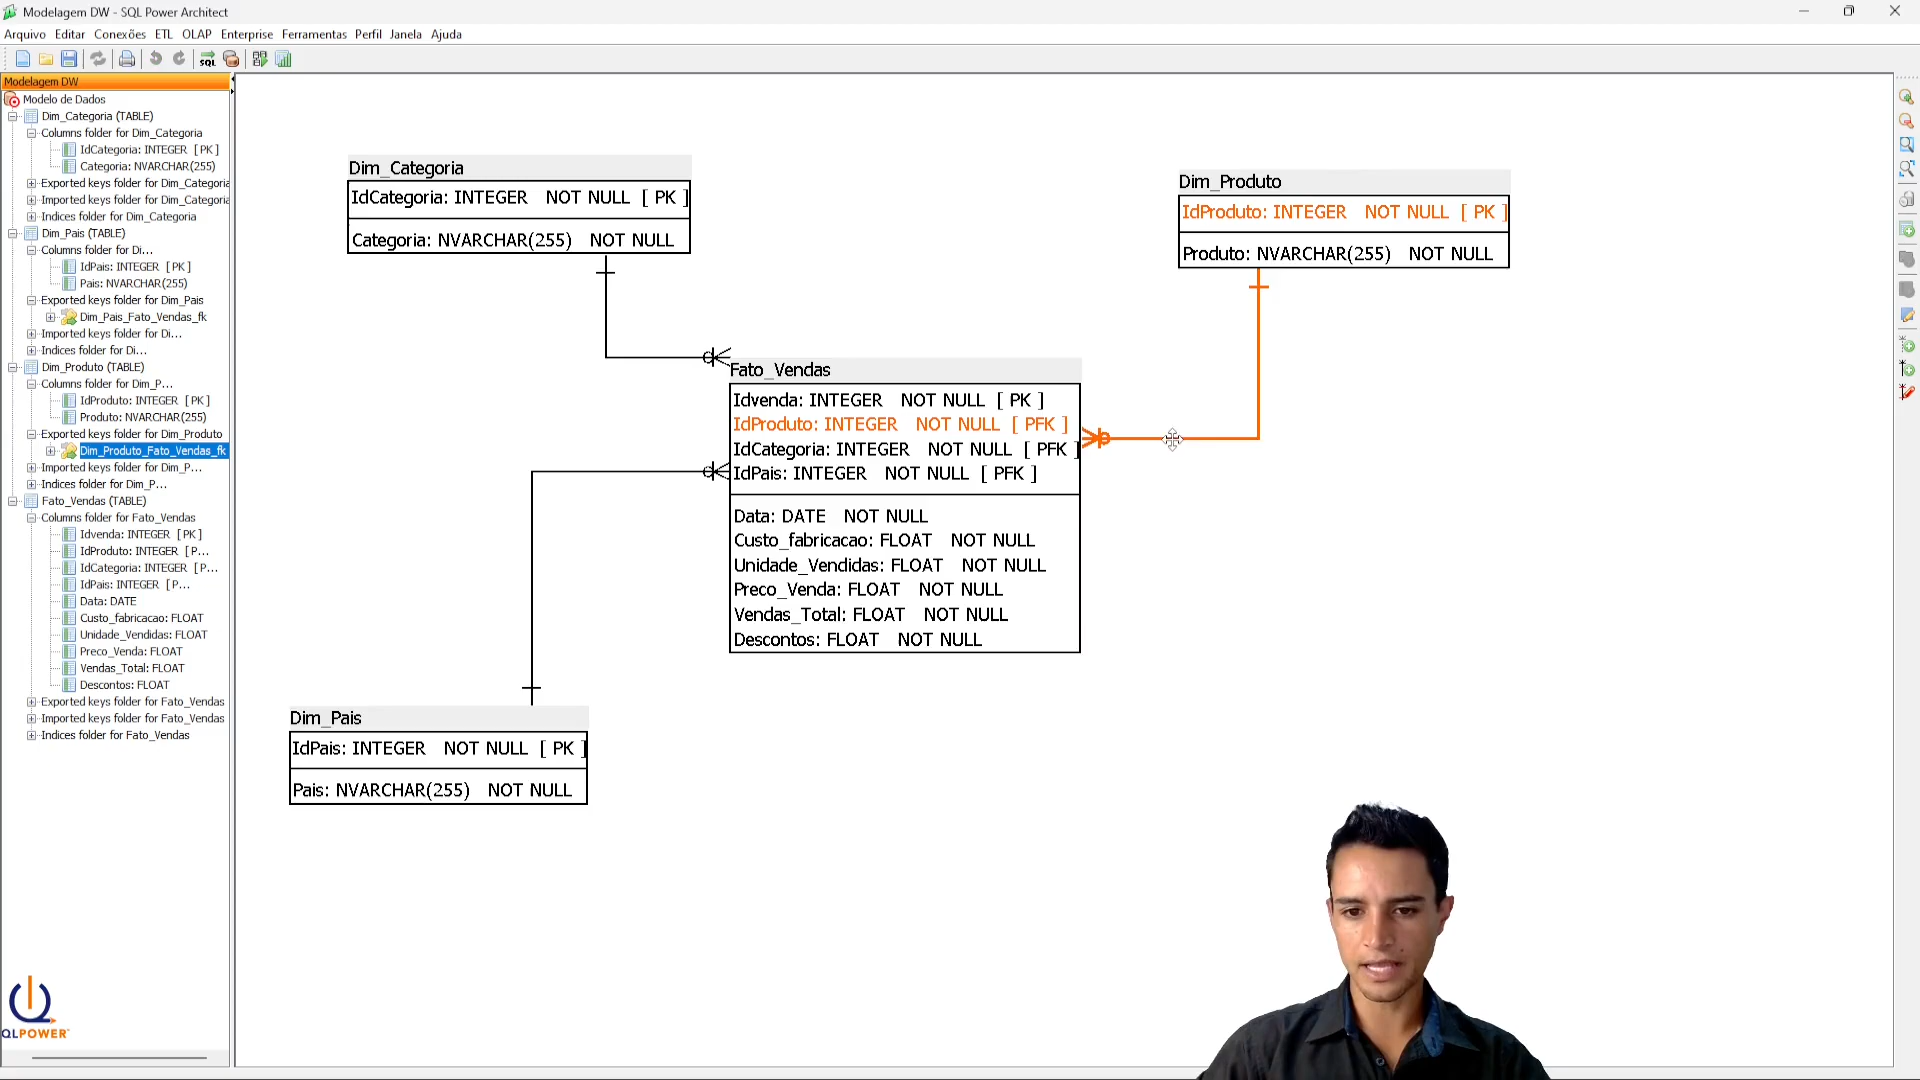 Modelagem DW - SQL Power Architect
Arquivo Editar Conexões ETL OLAP Enterprise Ferramentas Perfil Janela Ajuda
SQL
Modelagem DW
Modelo de Dados
Dim_Categoria (TABLE)
Columns folder for Dim_Categoria
IdCategoria: INTEGER [ PK ]
Categoria: NVARCHAR(255)
Exported keys folder for Dim_Categoria
Imported keys folder for Dim_Categoria
Indices folder for Dim_Categoria
Dim_Pais (TABLE)
Columns folder for Di...
IdPais: INTEGER [ PK ]
Pais: NVARCHAR(255)
Exported keys folder for Dim_Pais
Dim_Pais_Fato_Vendas_fk
Imported keys folder for Di...
Indices folder for Di...
Dim_Produto (TABLE)
Columns folder for Dim_P...
IdProduto: INTEGER [ PK ]
Produto: NVARCHAR(255)
Exported keys folder for Dim_Produto
Dim_Produto_Fato_Vendas_fk
Imported keys folder for Dim_P...
Indices folder for Dim_P...
Fato_Vendas (TABLE)
Columns folder for Fato_Vendas
Idvenda: INTEGER [ PK ]
IdProduto: INTEGER [ P...
IdCategoria: INTEGER [ P...
IdPais: INTEGER [ P...
Data: DATE
Custo_fabricacao: FLOAT
Unidade_Vendidas: FLOAT
Preco_Venda: FLOAT
Vendas_Total: FLOAT
Descontos: FLOAT
Exported keys folder for Fato_Vendas
Imported keys folder for Fato_Vendas
Indices folder for Fato_Vendas
QLPOWER
Dim_Categoria
IdCategoria: INTEGER NOT NULL [ PK ]
Categoria: NVARCHAR(255) NOT NULL
Dim_Produto
IdProduto: INTEGER NOT NULL [ PK ]
Produto: NVARCHAR(255) NOT NULL
Fato_Vendas
Idvenda: INTEGER NOT NULL [ PK ]
IdProduto: INTEGER NOT NULL [ PFK ]
IdCategoria: INTEGER NOT NULL [ PFK ]
IdPais: INTEGER NOT NULL [ PFK ]
Data: DATE NOT NULL
Custo_fabricacao: FLOAT NOT NULL
Unidade_Vendidas: FLOAT NOT NULL
Preco_Venda: FLOAT NOT NULL
Vendas_Total: FLOAT NOT NULL
Descontos: FLOAT NOT NULL
Dim_Pais
IdPais: INTEGER NOT NULL [ PK ]
Pais: NVARCHAR(255) NOT NULL